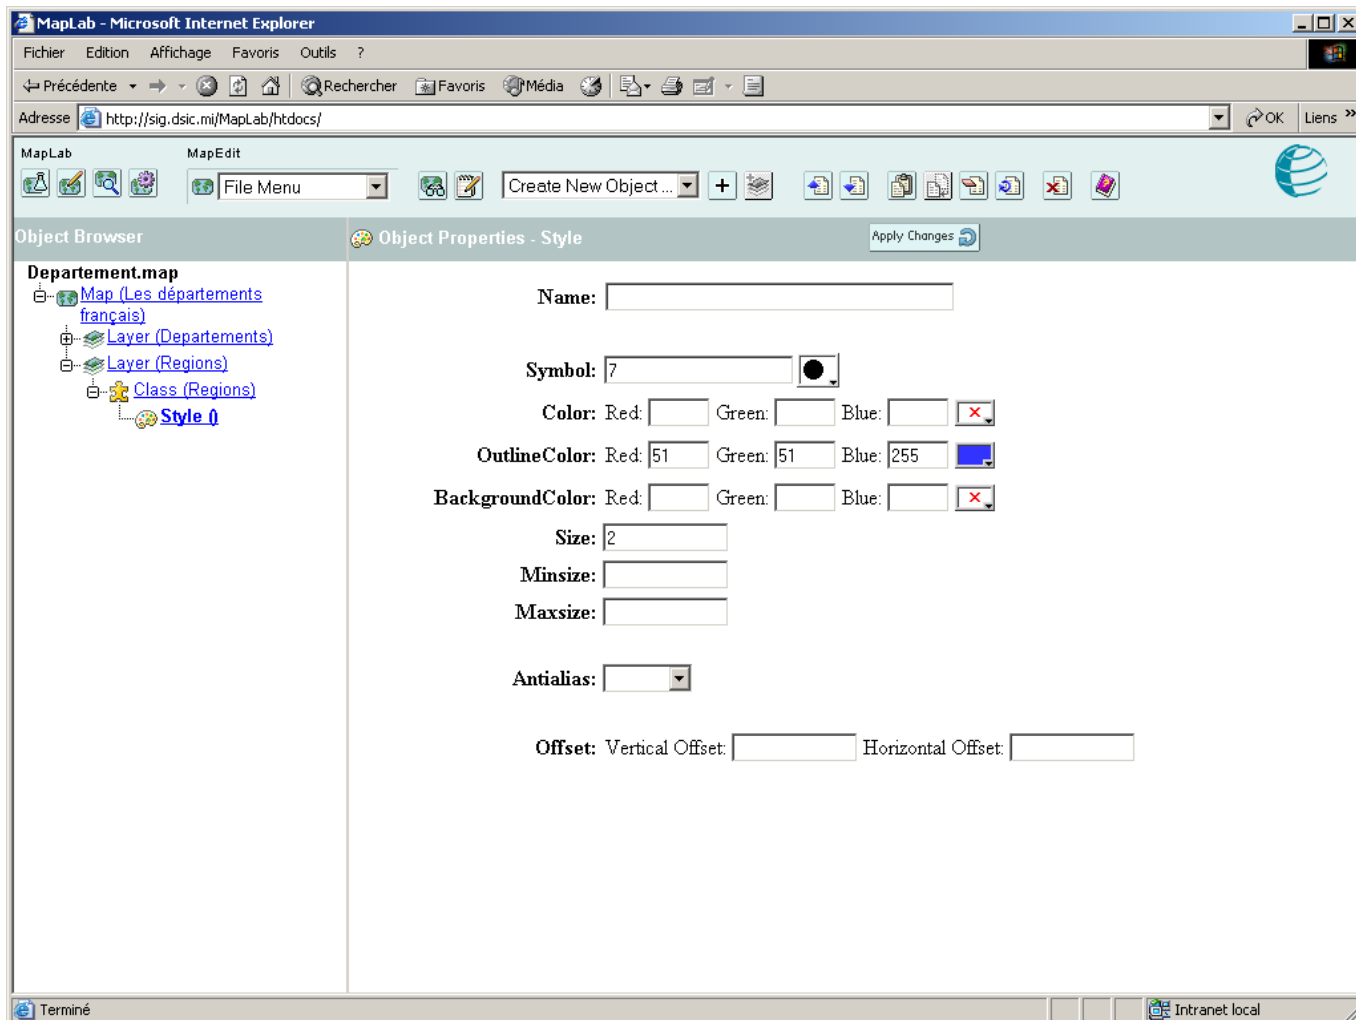 MapLab - Microsoft Internet Explorer
Fichier Edition Affichage Favoris Outils ?
Précédente Rechercher Favoris Média
Adresse http://sig.dsic.mi/MapLab/htdocs/ OK Liens »
MapLab MapEdit
File Menu Create New Object ... +
Object Browser Object Properties - Style Apply Changes
Departement.map
Map (Les départements
français)
Layer (Departements)
Layer (Regions)
Class (Regions)
Style ()
Name:
Symbol: 7
Color: Red: Green: Blue:
OutlineColor: Red: 51 Green: 51 Blue: 255
BackgroundColor: Red: Green: Blue:
Size: 2
Minsize:
Maxsize:
Antialias:
Offset: Vertical Offset: Horizontal Offset:
Terminé Intranet local